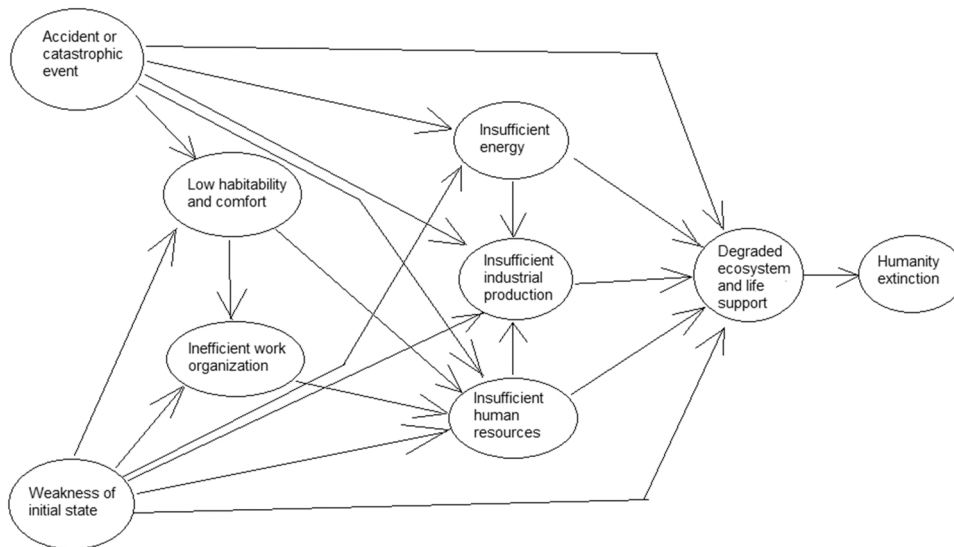 Accident or
catastrophic
event
Insufficient
energy
Low habitability
and comfort
Insufficient
industrial
production
Degraded
ecosystem
and life
support
Humanity
extinction
Inefficient work
organization
Insufficient
human
resources
Weakness of
initial state